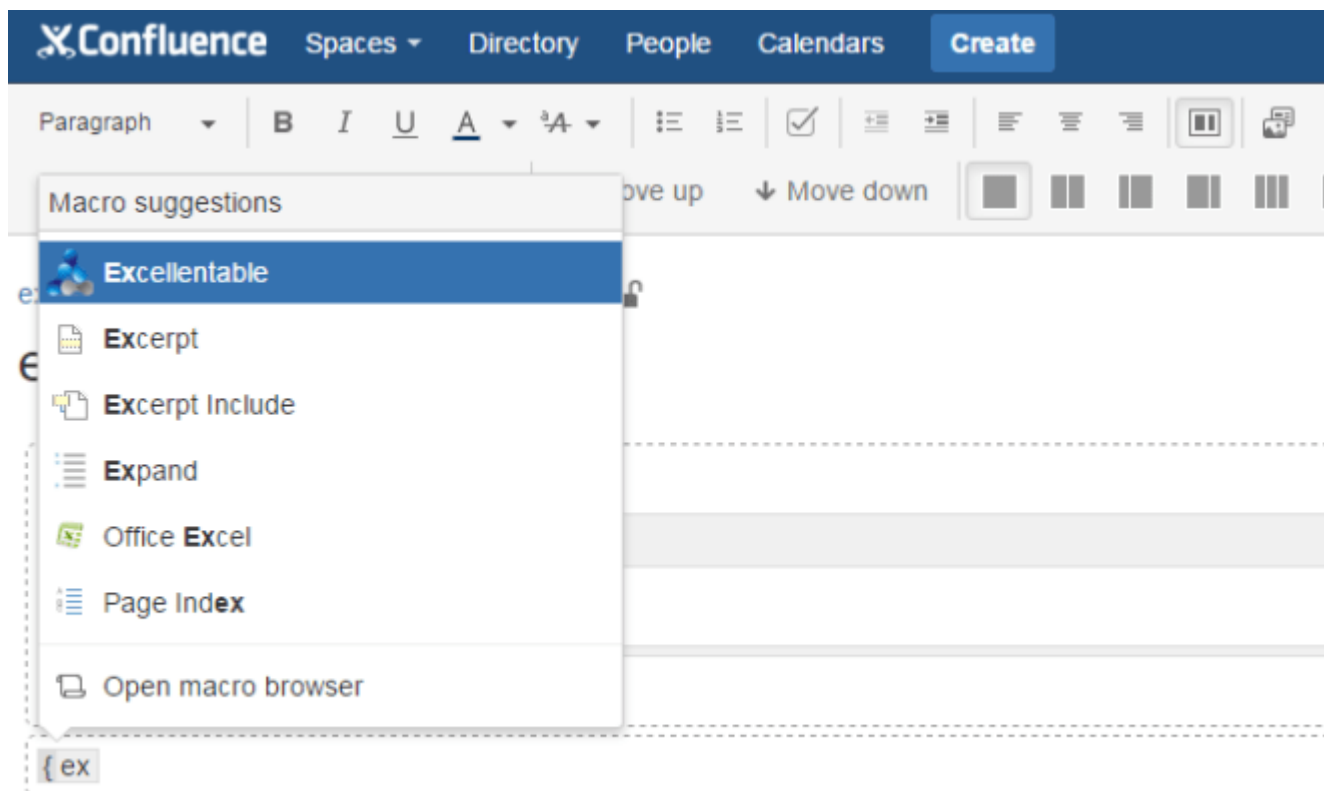 Confluence Spaces Directory People Calendars Create
Paragraph B I U A ªA
Macro suggestions
ove up Move down
Excellentable
Excerpt
Excerpt Include
Expand
Office Excel
Page Index
Open macro browser
{ ex